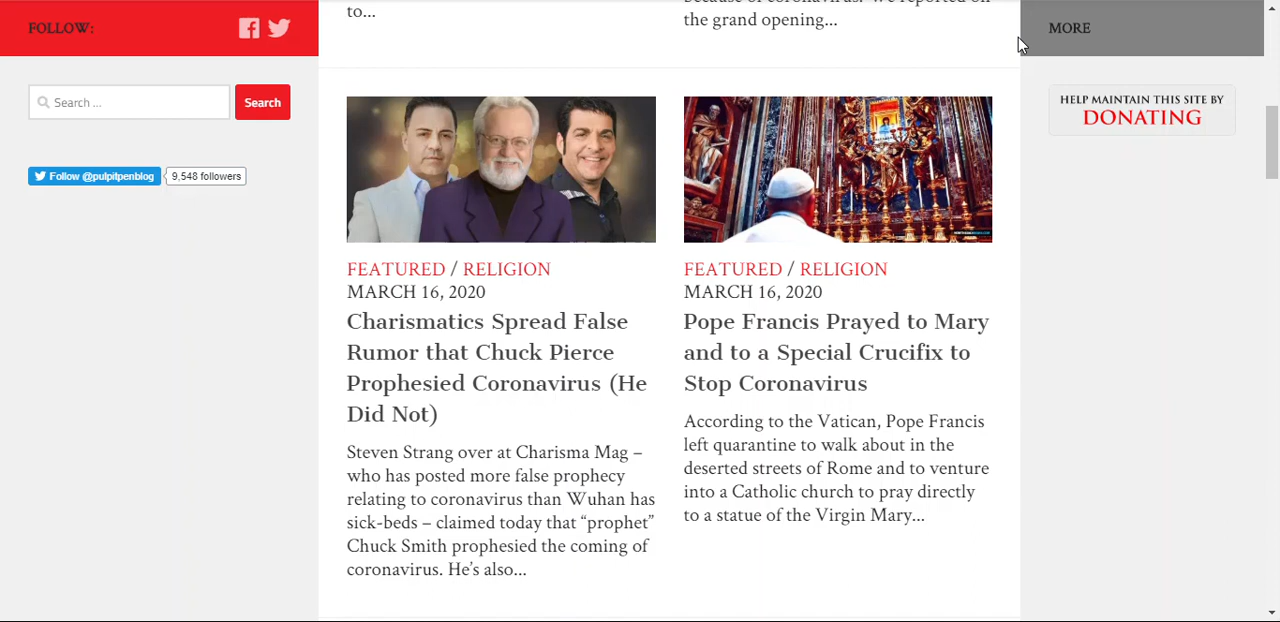 to...
because of coronavirus. We reported on
the grand opening...
FOLLOW:
MORE
Search ...
Search
Follow @pulpitpenblog
9,548 followers
HELP MAINTAIN THIS SITE BY
DONATING
FEATURED / RELIGION
MARCH 16, 2020
Charismatics Spread False
Rumor that Chuck Pierce
Prophesied Coronavirus (He
Did Not)
Steven Strang over at Charisma Mag –
who has posted more false prophecy
relating to coronavirus than Wuhan has
sick-beds – claimed today that “prophet”
Chuck Smith prophesied the coming of
coronavirus. He’s also...
FEATURED / RELIGION
MARCH 16, 2020
Pope Francis Prayed to Mary
and to a Special Crucifix to
Stop Coronavirus
According to the Vatican, Pope Francis
left quarantine to walk about in the
deserted streets of Rome and to venture
into a Catholic church to pray directly
to a statue of the Virgin Mary...